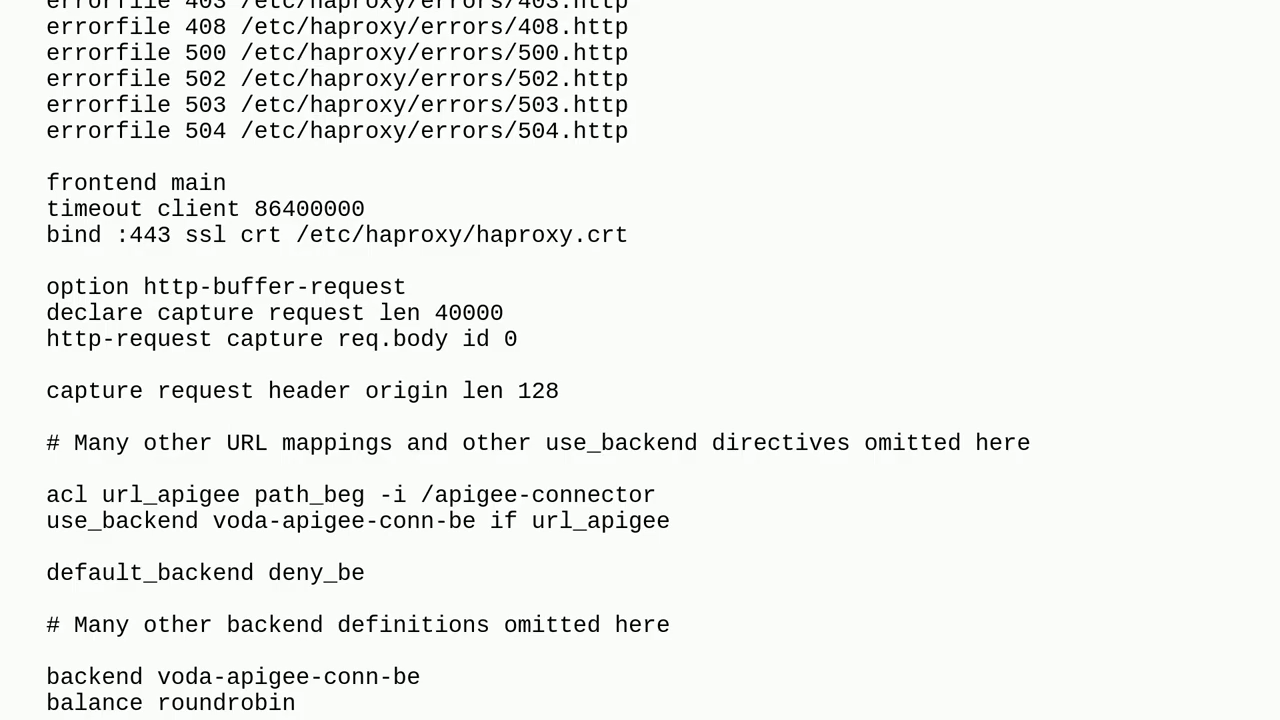 errorfile 403 /etc/haproxy/errors/403.http
errorfile 408 /etc/haproxy/errors/408.http
errorfile 500 /etc/haproxy/errors/500.http
errorfile 502 /etc/haproxy/errors/502.http
errorfile 503 /etc/haproxy/errors/503.http
errorfile 504 /etc/haproxy/errors/504.http
frontend main
timeout client 86400000
bind :443 ssl crt /etc/haproxy/haproxy.crt
option http-buffer-request
declare capture request len 40000
http-request capture req.body id 0
capture request header origin len 128
# Many other URL mappings and other use_backend directives omitted here
acl url_apigee path_beg -i /apigee-connector
use_backend voda-apigee-conn-be if url_apigee
default_backend deny_be
# Many other backend definitions omitted here
backend voda-apigee-conn-be
balance roundrobin